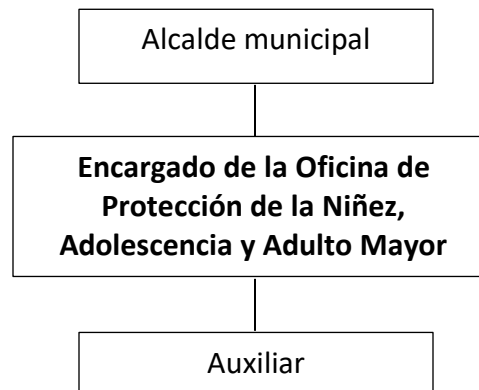 Alcalde municipal
Encargado de la Oficina de
Protección de la Niñez,
Adolescencia y Adulto Mayor
Auxiliar